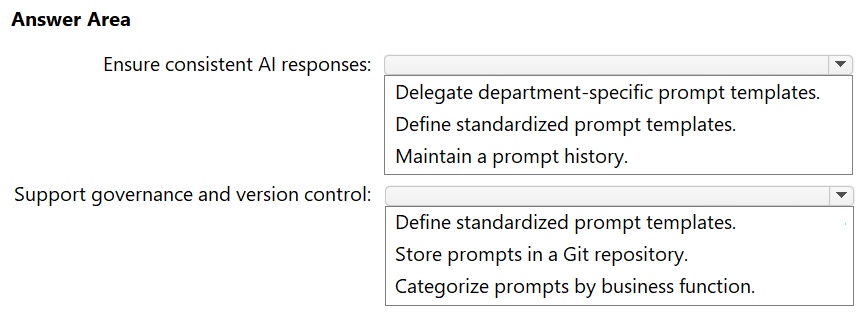 Answer Area
Ensure consistent AI responses:
Delegate department-specific prompt templates.
Define standardized prompt templates.
Maintain a prompt history.
Support governance and version control:
Define standardized prompt templates.
Store prompts in a Git repository.
Categorize prompts by business function.